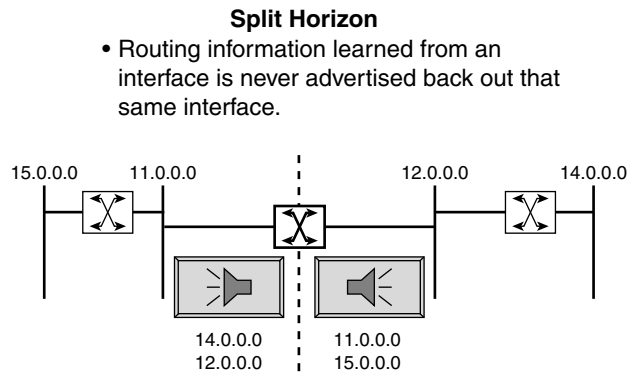 Split Horizon
• Routing information learned from an
interface is never advertised back out that
same interface.
15.0.0.0 11.0.0.0 12.0.0.0 14.0.0.0
14.0.0.0 11.0.0.0
12.0.0.0 15.0.0.0